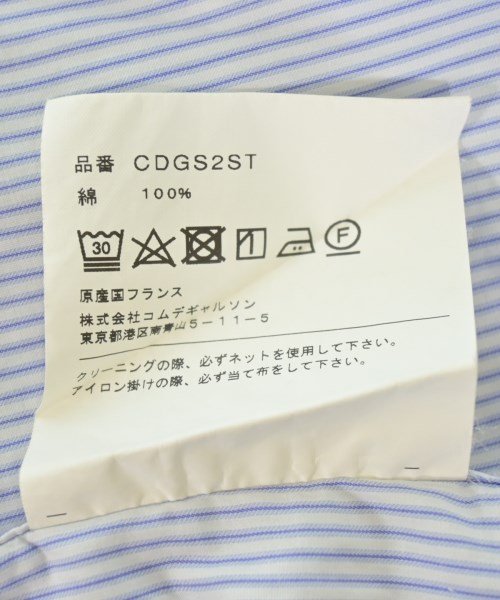 品番 CDGS2ST
綿 100%
30
F
原産国フランス
株式会社コムデギャルソン
東京都港区南青山5-11-5
クリーニングの際、必ずネットを使用して下さい。
アイロン掛けの際、必ず当て布をして下さい。